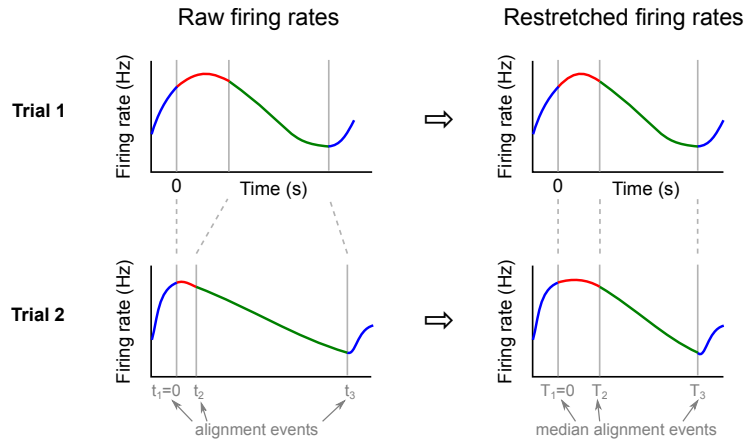 Raw firing rates
Restretched firing rates
Trial 1
Firing rate (Hz)
0
Time (s)
⇨
Firing rate (Hz)
0
Time (s)
Trial 2
Firing rate (Hz)
t₁=0
t₂
t₃
alignment events
⇨
Firing rate (Hz)
T₁=0
T₂
T₃
median alignment events